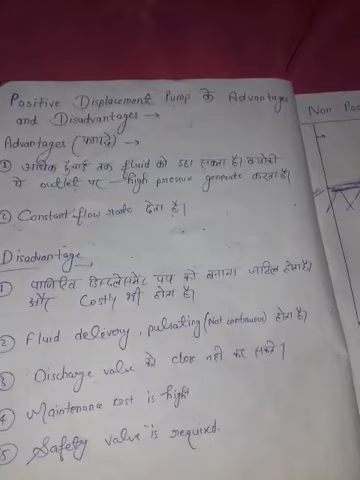 Positive Displacement Pump के Advantages
and Disadvantages →
Advantages (फायदे) →
① अधिक ऊँचाई तक fluid को उठा सकता है। क्योंकी
ये outlet पर high pressure generate करता है।
② Constant flow rate देता है।
Disadvantage
① पाजिटिव डिस्प्लेसमेंट पंप को बनाना जटिल होता है।
और Costly भी होता है।
② Fluid delivery, pulsating (Not continuous) होता है।
③ Discharge valve को close नही कर सकते।
④ Maintenance cost is high
⑤ Safety valve is required.
Non Pos